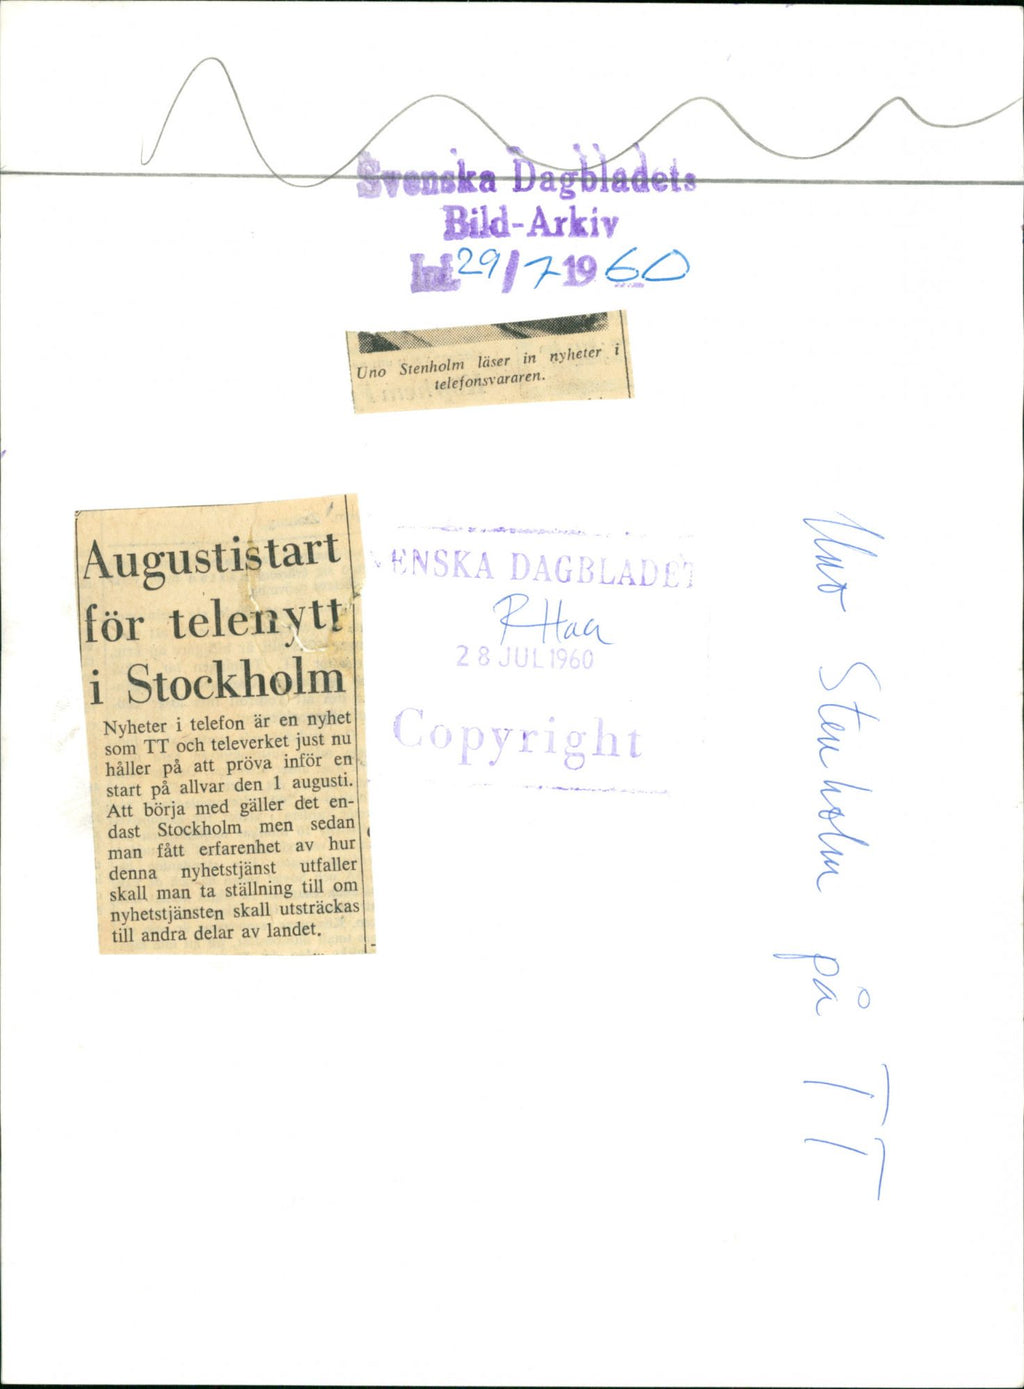 Svenska Dagbladets
Bild-Arkiv
Ink. 29/7 1960
Uno Stenholm läser in nyheter i
telefonsvararen.
Augustistart
för telenytt
i Stockholm
Nyheter i telefon är en nyhet
som TT och televerket just nu
håller på att pröva inför en
start på allvar den 1 augusti.
Att börja med gäller det en-
dast Stockholm men sedan
man fått erfarenhet av hur
denna nyhetstjänst utfaller
skall man ta ställning till om
nyhetstjänsten skall utsträckas
till andra delar av landet.
SVENSKA DAGBLADET
28 JUL 1960
Copyright
Uno Stenholm på TT